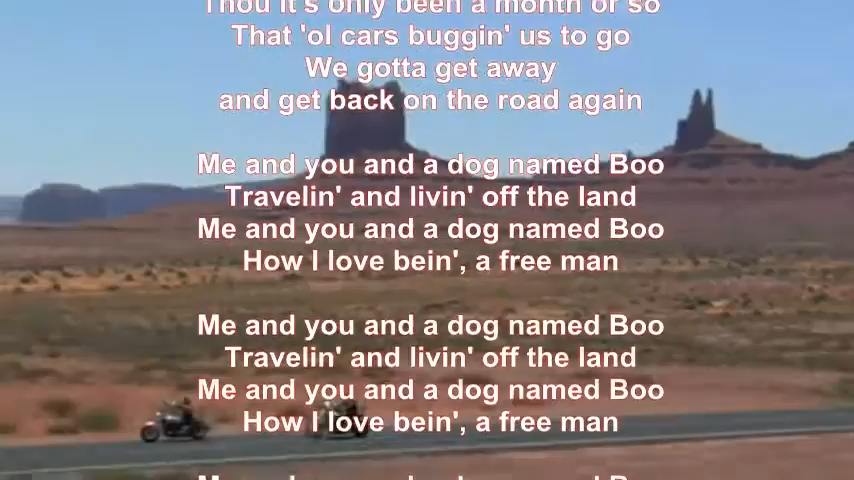 Thou it's only been a month or so
That 'ol cars buggin' us to go
We gotta get away
and get back on the road again
Me and you and a dog named Boo
Travelin' and livin' off the land
Me and you and a dog named Boo
How I love bein', a free man
Me and you and a dog named Boo
Travelin' and livin' off the land
Me and you and a dog named Boo
How I love bein', a free man